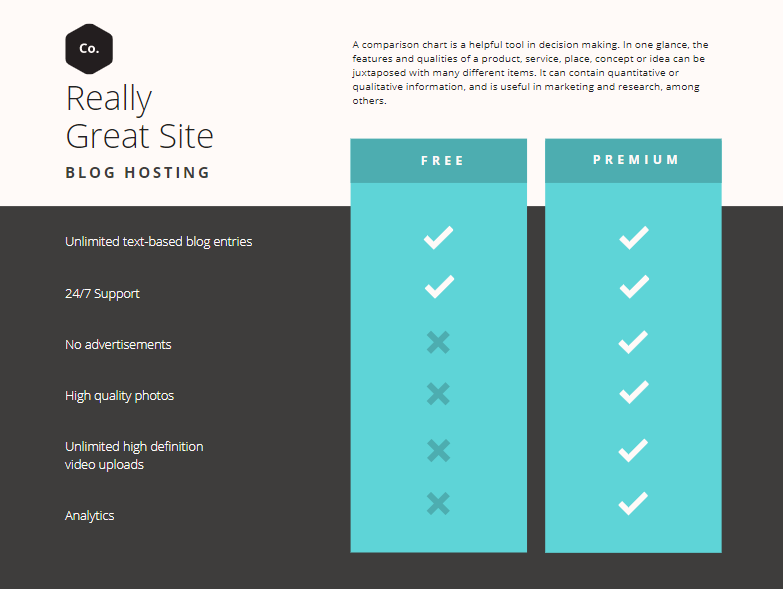 Co.
Really
Great Site
BLOG HOSTING
A comparison chart is a helpful tool in decision making. In one glance, the
features and qualities of a product, service, place, concept or idea can be
juxtaposed with many different items. It can contain quantitative or
qualitative information, and is useful in marketing and research, among
others.
FREE
PREMIUM
Unlimited text-based blog entries
24/7 Support
No advertisements
High quality photos
Unlimited high definition
video uploads
Analytics